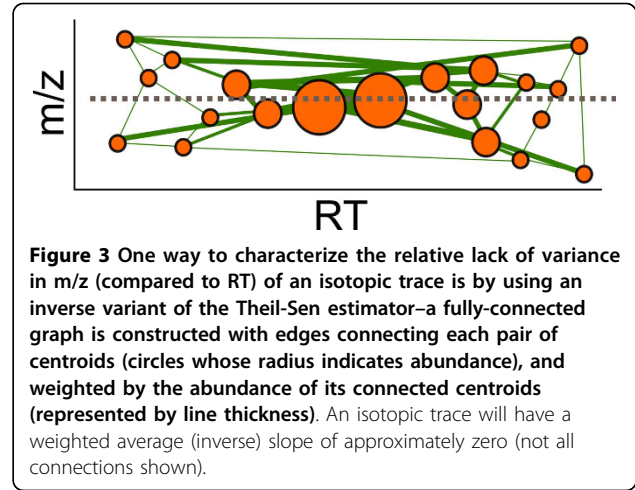 m/z
RT
Figure 3 One way to characterize the relative lack of variance
in m/z (compared to RT) of an isotopic trace is by using an
inverse variant of the Theil-Sen estimator–a fully-connected
graph is constructed with edges connecting each pair of
centroids (circles whose radius indicates abundance), and
weighted by the abundance of its connected centroids
(represented by line thickness). An isotopic trace will have a
weighted average (inverse) slope of approximately zero (not all
connections shown).